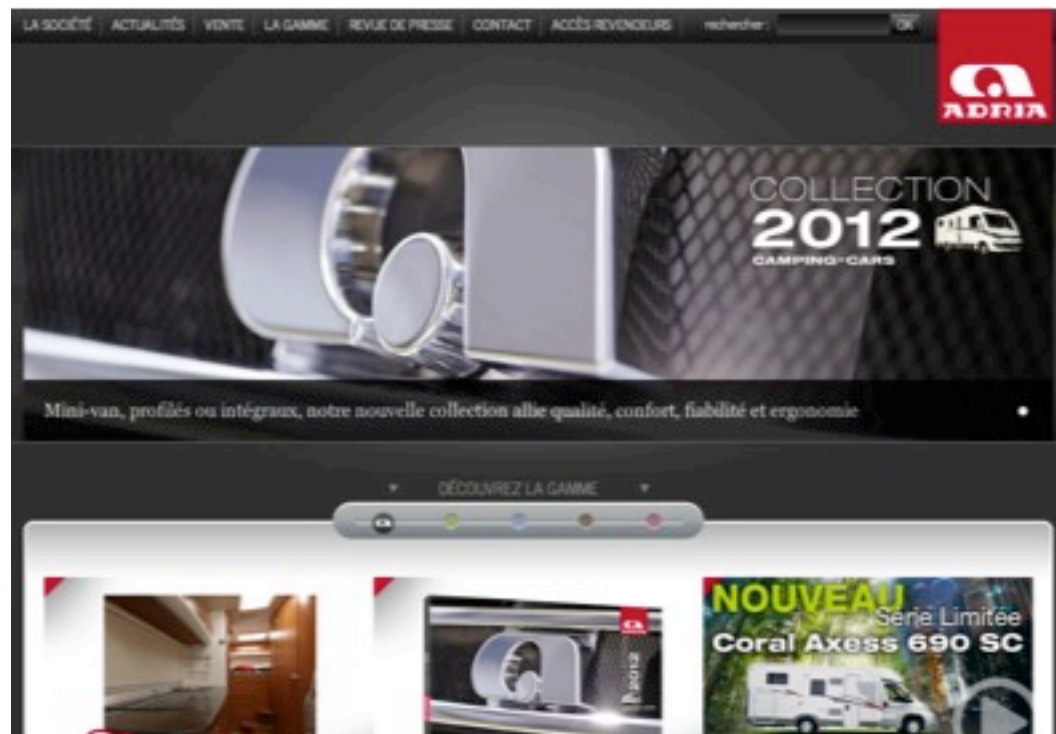 LA SOCIÉTÉ ACTUALITÉS VENTE LA GAMME REVUE DE PRESSE CONTACT ACCÈS REVENDEURS rechercher : OK
ADRIA
COLLECTION
2012
CAMPING-CARS
Mini-van, profilés ou intégraux, notre nouvelle collection allie qualité, confort, fiabilité et ergonomie
DÉCOUVREZ LA GAMME
2012
NOUVEAU
Série Limitée
Coral Axess 690 SC